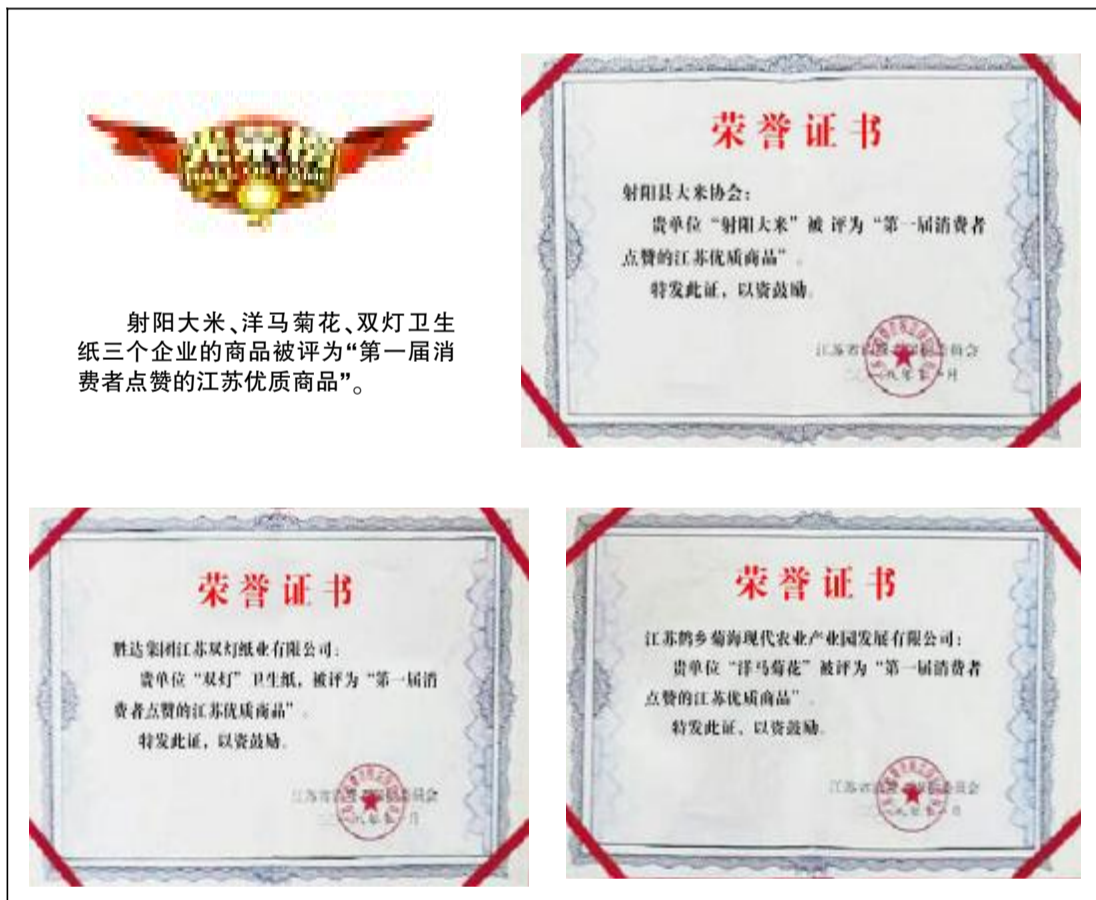 光荣榜
射阳大米、洋马菊花、双灯卫生
纸三个企业的商品被评为“第一届消
费者点赞的江苏优质商品”。
荣誉证书
射阳县大米协会：
贵单位“射阳大米”被 评为“第一届消费者
点赞的江苏优质商品”。
特发此证，以资鼓励。
荣誉证书
胜达集团江苏双灯纸业有限公司：
贵单位“双灯”卫生纸，被评为“第一届消
费者点赞的江苏优质商品”。
特发此证，以资鼓励。
荣誉证书
江苏鹤乡菊海现代农业产业园发展有限公司：
贵单位“洋马菊花”被评为“第一届消费者
点赞的江苏优质商品”。
特发此证，以资鼓励。